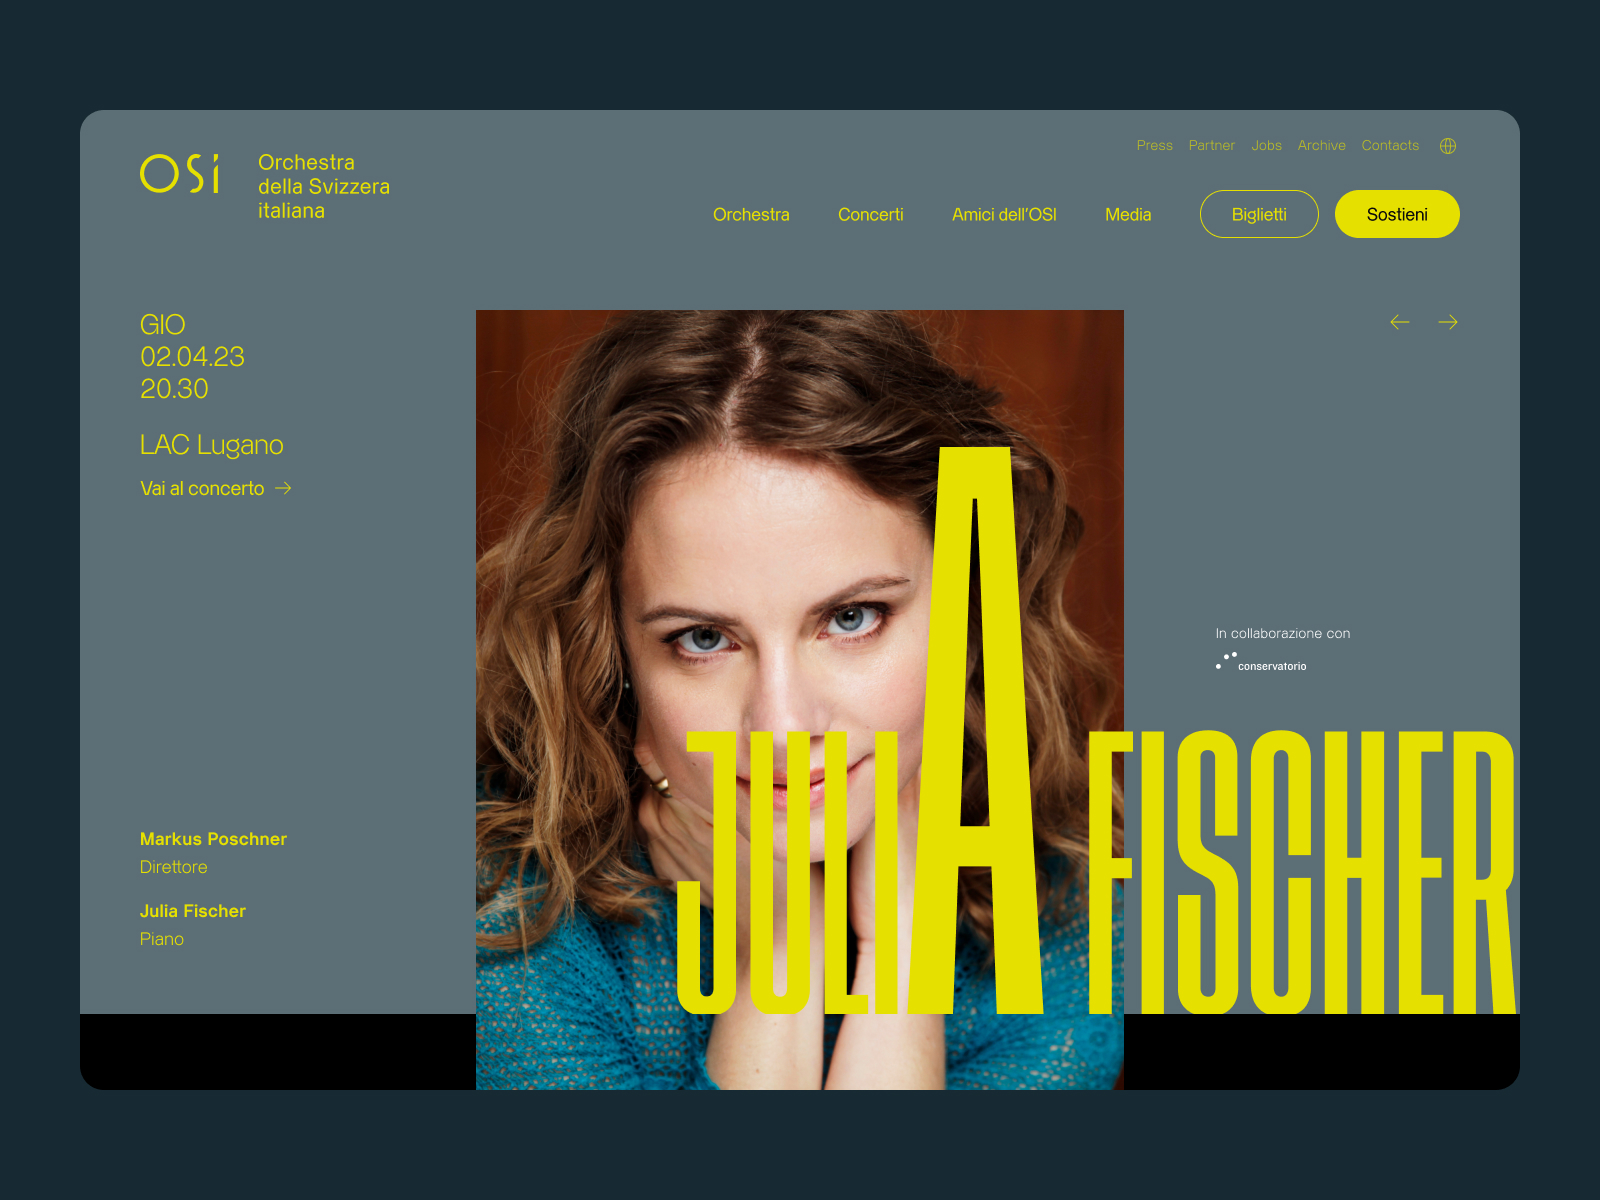 OSi
Orchestra
della Svizzera
italiana
Press Partner Jobs Archive Contacts
Orchestra Concerti Amici dell'OSI Media Biglietti Sostieni
GIO
02.04.23
20.30
LAC Lugano
Vai al concerto →
In collaborazione con
conservatorio
JULIA FISCHER
Markus Poschner
Direttore
Julia Fischer
Piano